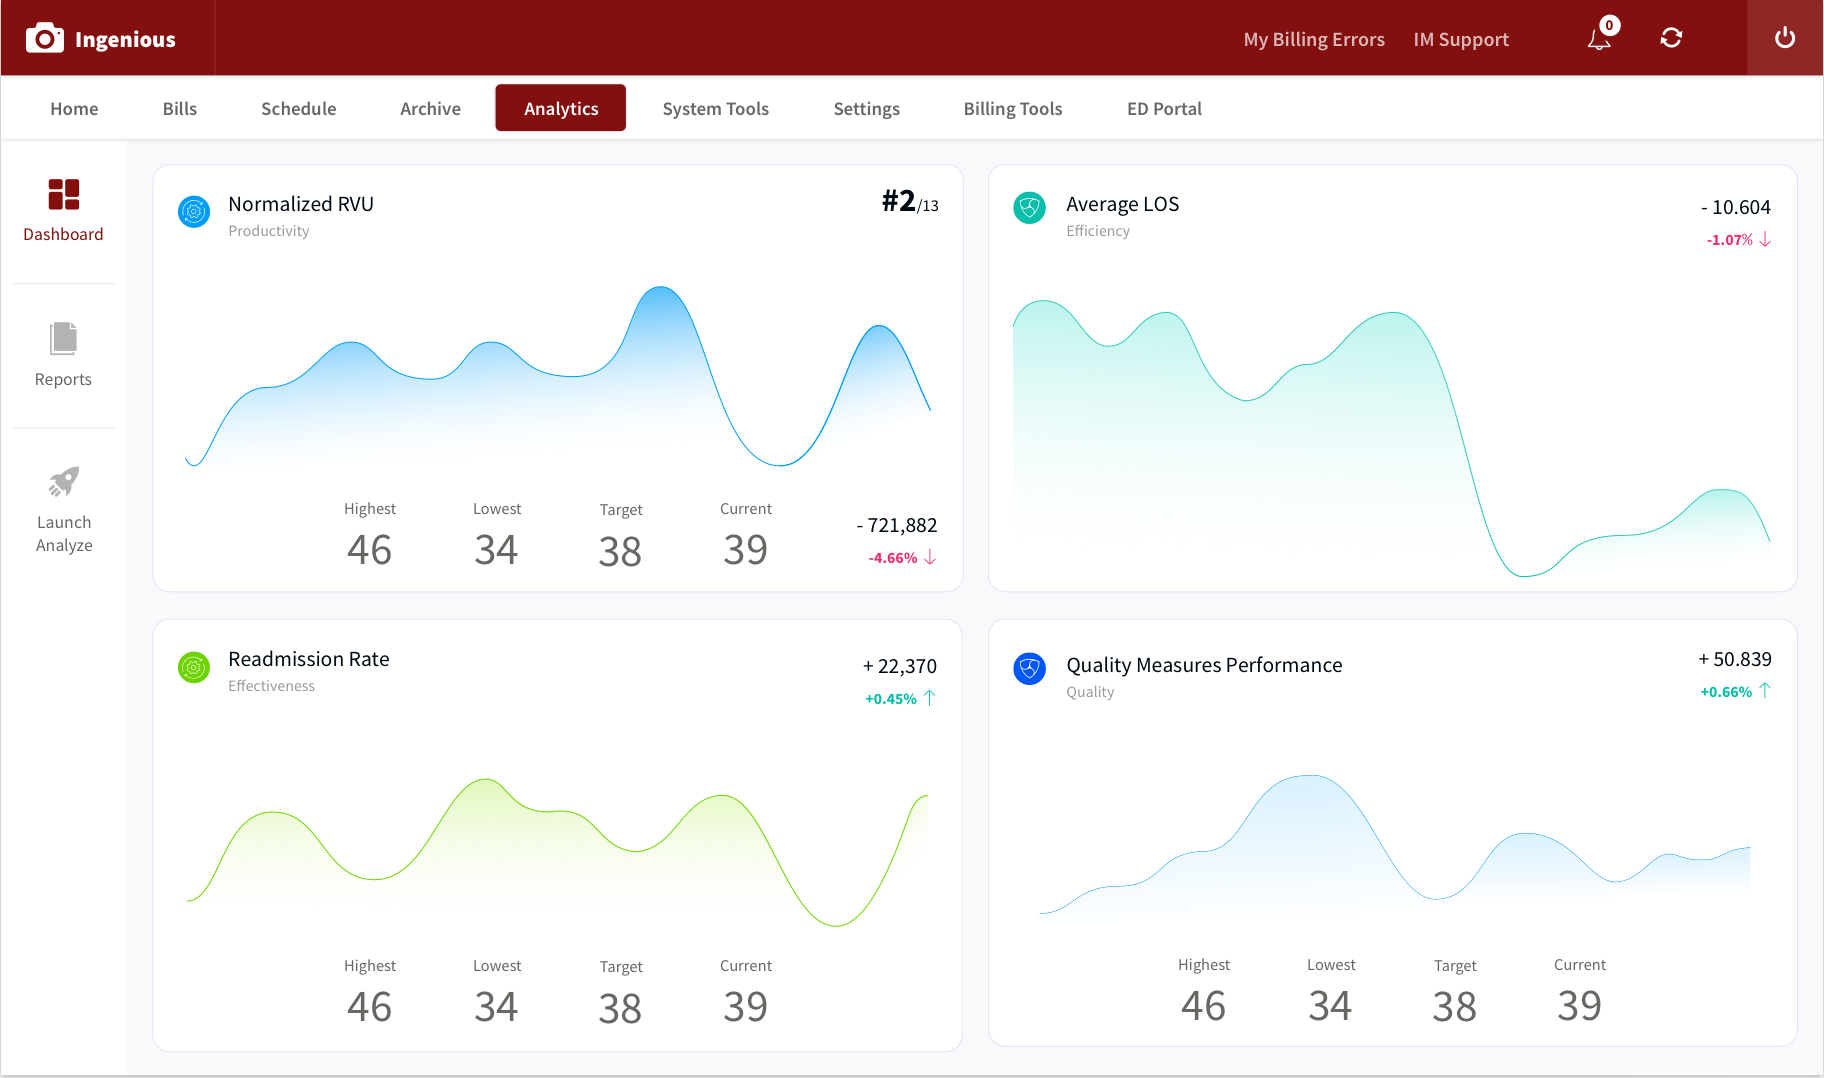 Ingenious
My Billing Errors
IM Support
0
Home
Bills
Schedule
Archive
Analytics
System Tools
Settings
Billing Tools
ED Portal
Dashboard
Reports
Launch
Analyze
Normalized RVU
Productivity
#2/13
Highest
46
Lowest
34
Target
38
Current
39
- 721,882
-4.66%
Average LOS
Efficiency
- 10.604
-1.07%
Readmission Rate
Effectiveness
+ 22,370
+0.45%
Highest
46
Lowest
34
Target
38
Current
39
Quality Measures Performance
Quality
+ 50.839
+0.66%
Highest
46
Lowest
34
Target
38
Current
39